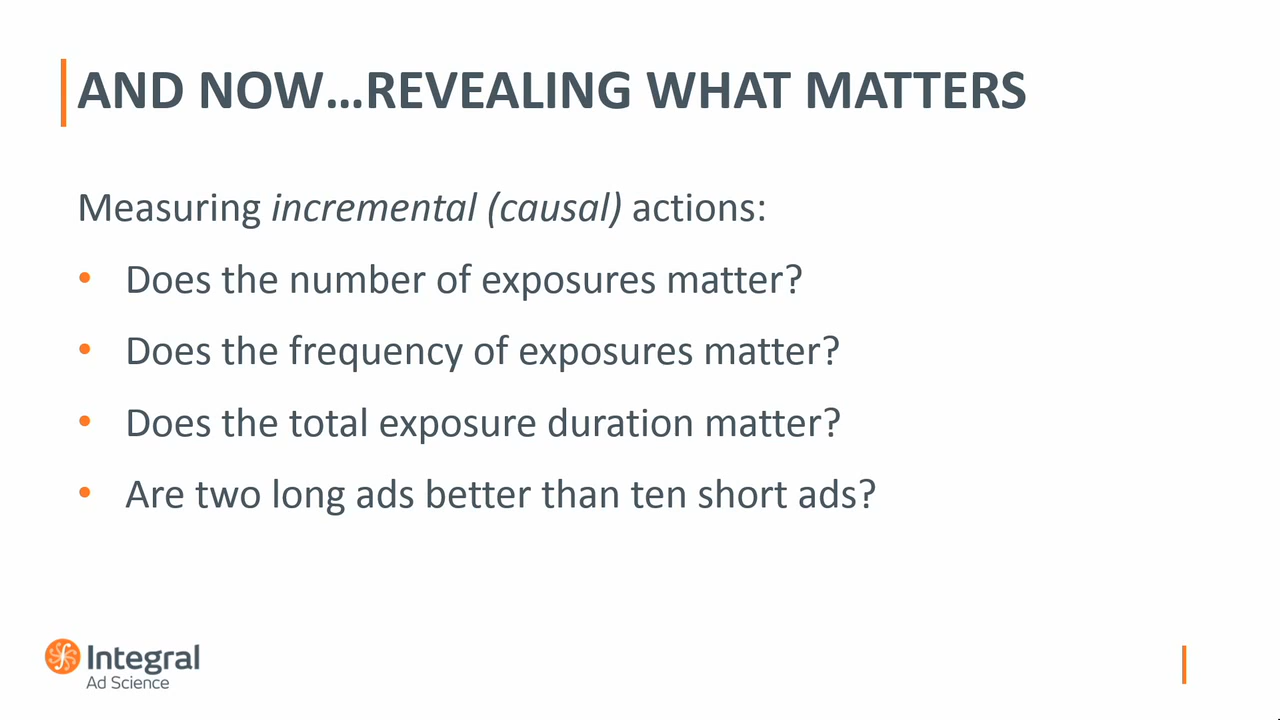 AND NOW...REVEALING WHAT MATTERS
Measuring incremental (causal) actions:
• Does the number of exposures matter?
• Does the frequency of exposures matter?
• Does the total exposure duration matter?
• Are two long ads better than ten short ads?
Integral
Ad Science